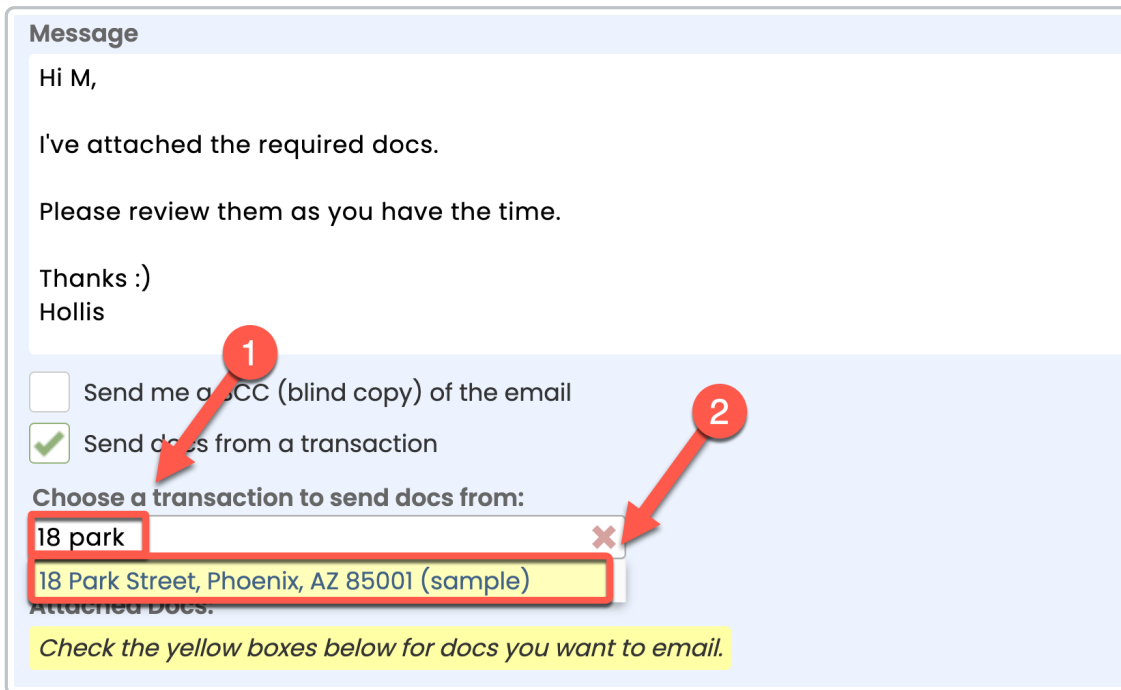 Message
Hi M,
I've attached the required docs.
Please review them as you have the time.
Thanks :)
Hollis
1
Send me a BCC (blind copy) of the email
2
Send docs from a transaction
Choose a transaction to send docs from:
18 park
18 Park Street, Phoenix, AZ 85001 (sample)
Attached Docs:
Check the yellow boxes below for docs you want to email.